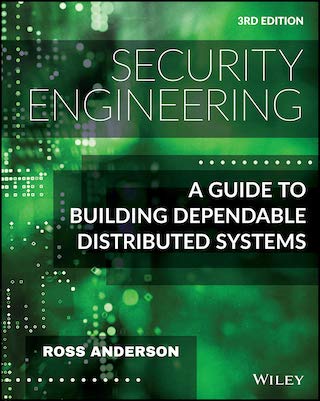 3RD EDITION
SECURITY
ENGINEERING
A GUIDE TO
BUILDING DEPENDABLE
DISTRIBUTED SYSTEMS
ROSS ANDERSON
WILEY